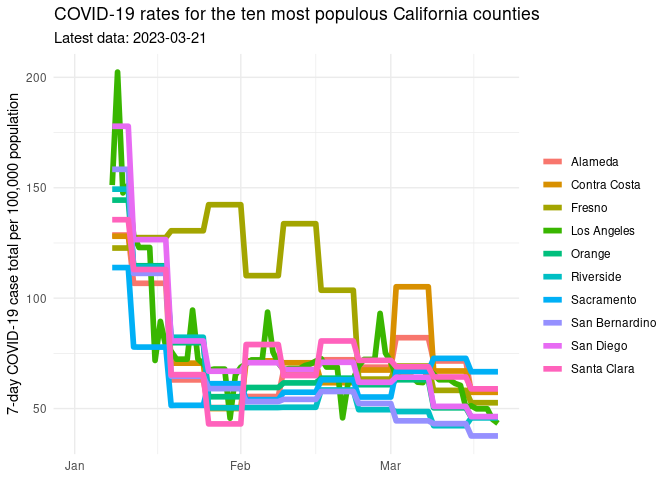 COVID-19 rates for the ten most populous California counties
Latest data: 2023-03-21
7-day COVID-19 case total per 100,000 population
200
150
100
50
Jan
Feb
Mar
Alameda
Contra Costa
Fresno
Los Angeles
Orange
Riverside
Sacramento
San Bernardino
San Diego
Santa Clara